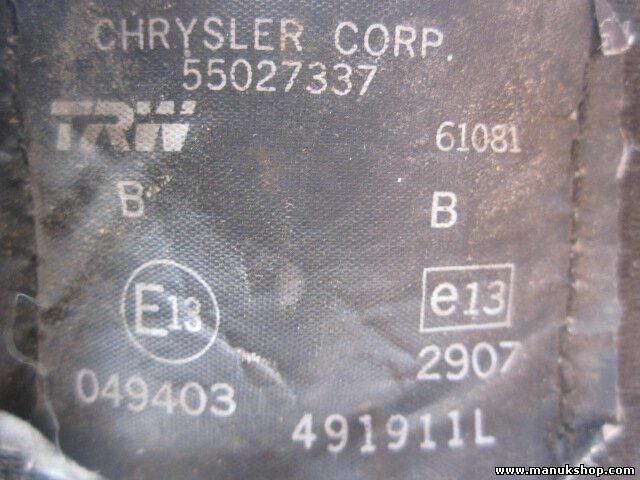 CHRYSLER CORP.
55027337
TRW 61081
B B
E13 e13
049403 2907
491911L
www.manukshop.com